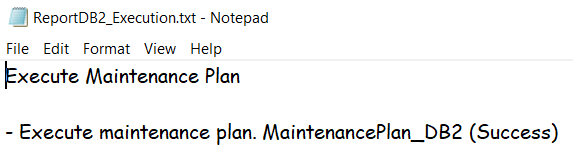 ReportDB2_Execution.txt - Notepad
File Edit Format View Help
Execute Maintenance Plan
- Execute maintenance plan. MaintenancePlan_DB2 (Success)